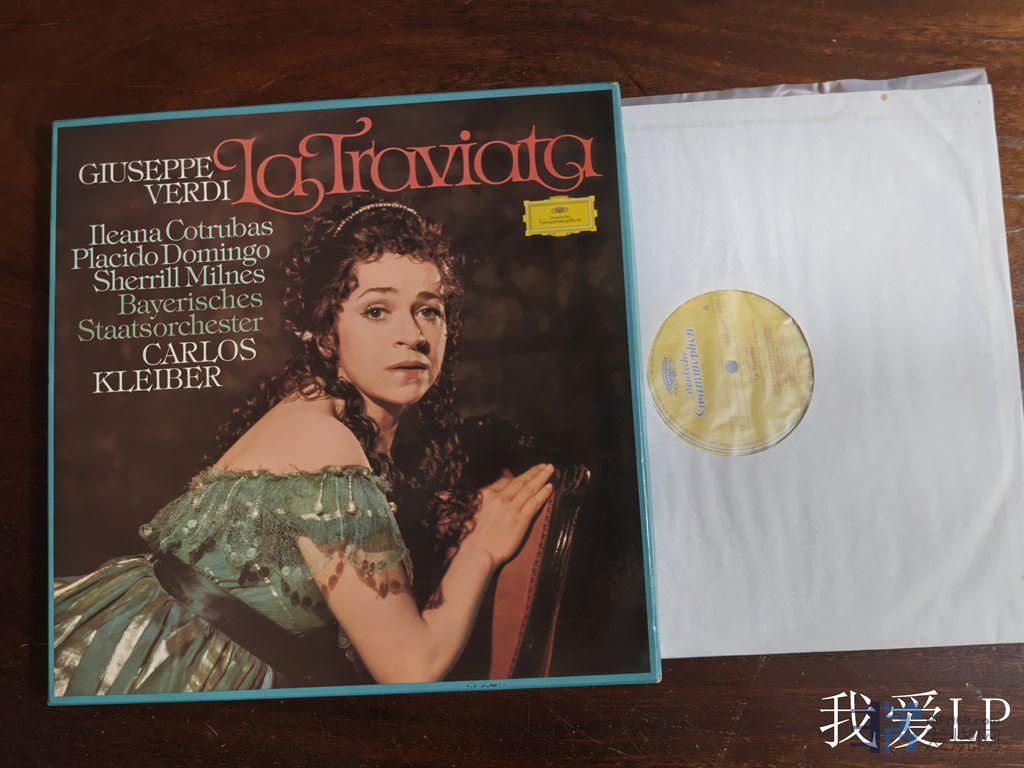 GIUSEPPE
VERDI
La Traviata
Deutsche
Grammophon
Ileana Cotrubas
Placido Domingo
Sherrill Milnes
Bayerisches
Staatsorchester
CARLOS
KLEIBER
Deutsche
Grammophon
4
我爱LP